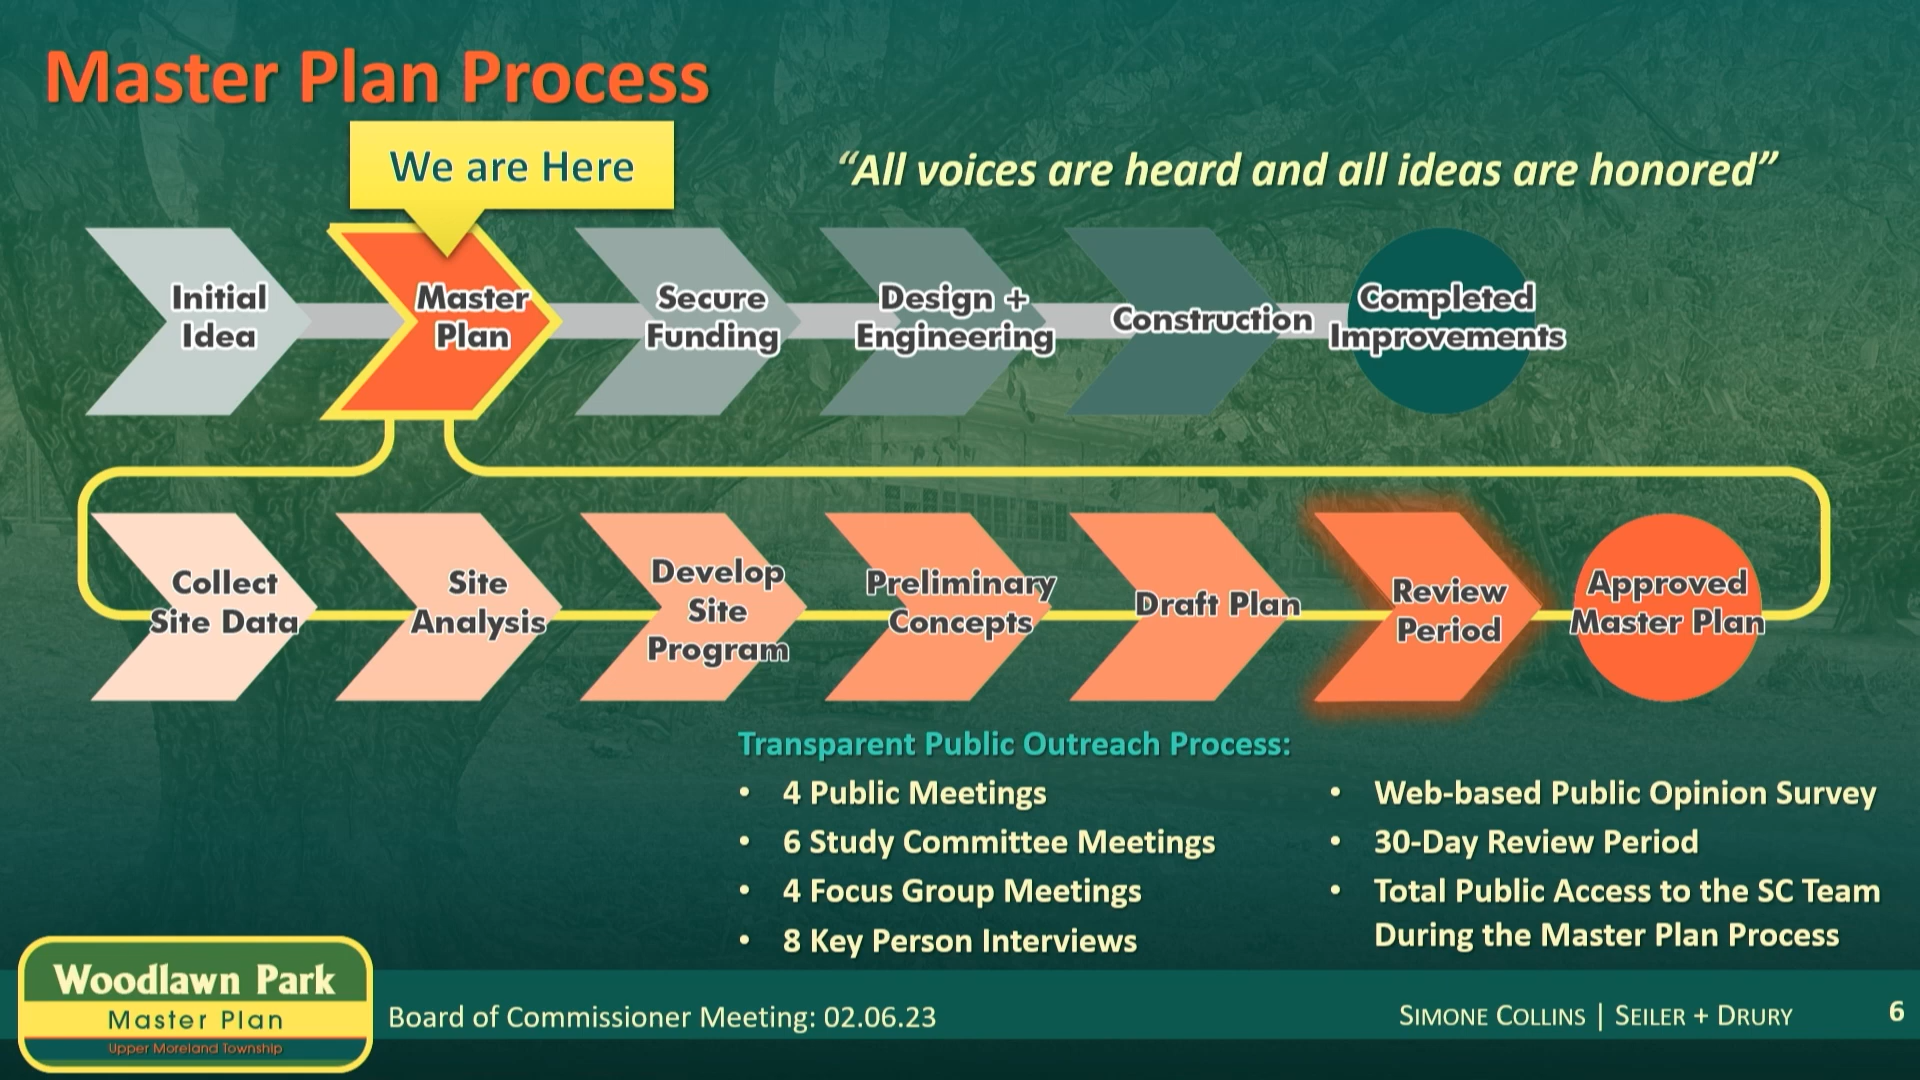 Master Plan Process
We are Here
“All voices are heard and all ideas are honored”
Initial
Idea
Master
Plan
Secure
Funding
Design +
Engineering
Construction
Completed
Improvements
Collect
Site Data
Site
Analysis
Develop
Site
Program
Preliminary
Concepts
Draft Plan
Review
Period
Approved
Master Plan
Transparent Public Outreach Process:
• 4 Public Meetings
• 6 Study Committee Meetings
• 4 Focus Group Meetings
• 8 Key Person Interviews
• Web-based Public Opinion Survey
• 30-Day Review Period
• Total Public Access to the SC Team
During the Master Plan Process
Woodlawn Park
Master Plan
Upper Moreland Township
Board of Commissioner Meeting: 02.06.23
SIMONE COLLINS | SEILER + DRURY
6